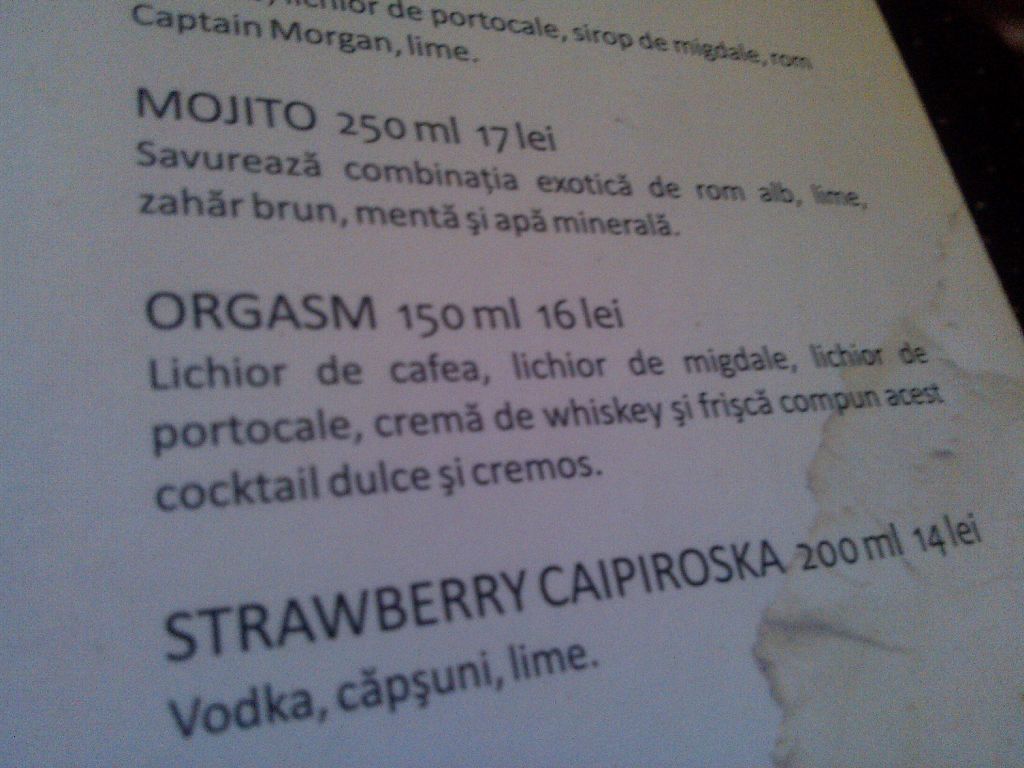 lichior de portocale, sirop de migdale, rom
Captain Morgan, lime.
MOJITO 250 ml 17 lei
Savurează combinaţia exotică de rom alb, lime,
zahăr brun, mentă şi apă minerală.
ORGASM 150 ml 16 lei
Lichior de cafea, lichior de migdale, lichior de
portocale, cremă de whiskey şi frişcă compun acest
cocktail dulce şi cremos.
STRAWBERRY CAIPIROSKA 200 ml 14 lei
Vodka, căpşuni, lime.